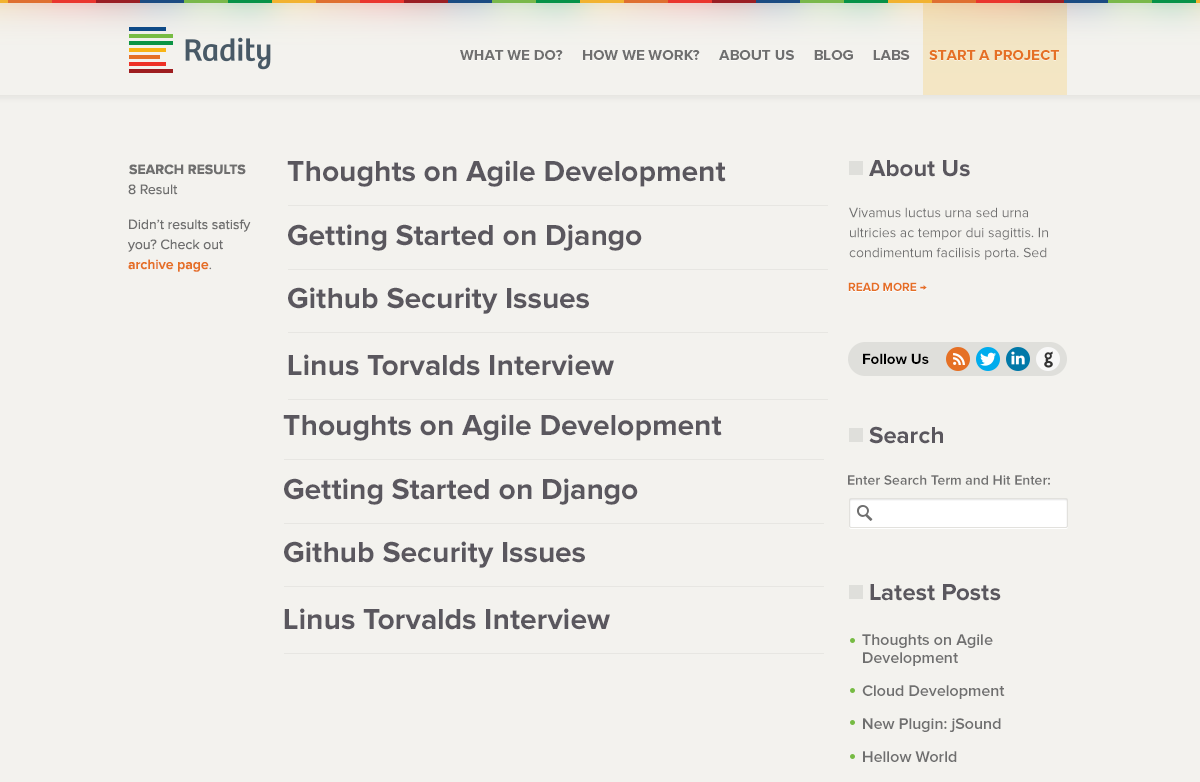 Radity
WHAT WE DO? HOW WE WORK? ABOUT US BLOG LABS START A PROJECT
SEARCH RESULTS
8 Result
Didn't results satisfy
you? Check out
archive page.
Thoughts on Agile Development
Getting Started on Django
Github Security Issues
Linus Torvalds Interview
Thoughts on Agile Development
Getting Started on Django
Github Security Issues
Linus Torvalds Interview
About Us
Vivamus luctus urna sed urna
ultricies ac tempor dui sagittis. In
condimentum facilisis porta. Sed
READ MORE →
Follow Us in g
Search
Enter Search Term and Hit Enter:
Latest Posts
• Thoughts on Agile
Development
• Cloud Development
• New Plugin: jSound
• Hellow World